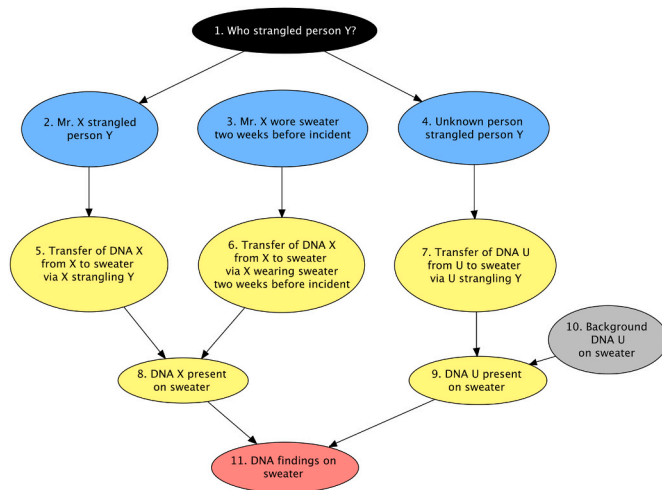 1. Who strangled person Y?
2. Mr. X strangled
person Y
3. Mr. X wore sweater
two weeks before incident
4. Unknown person
strangled person Y
5. Transfer of DNA X
from X to sweater
via X strangling Y
6. Transfer of DNA X
from X to sweater
via X wearing sweater
two weeks before incident
7. Transfer of DNA U
from U to sweater
via U strangling Y
10. Background
DNA U
on sweater
8. DNA X present
on sweater
9. DNA U present
on sweater
11. DNA findings on
sweater